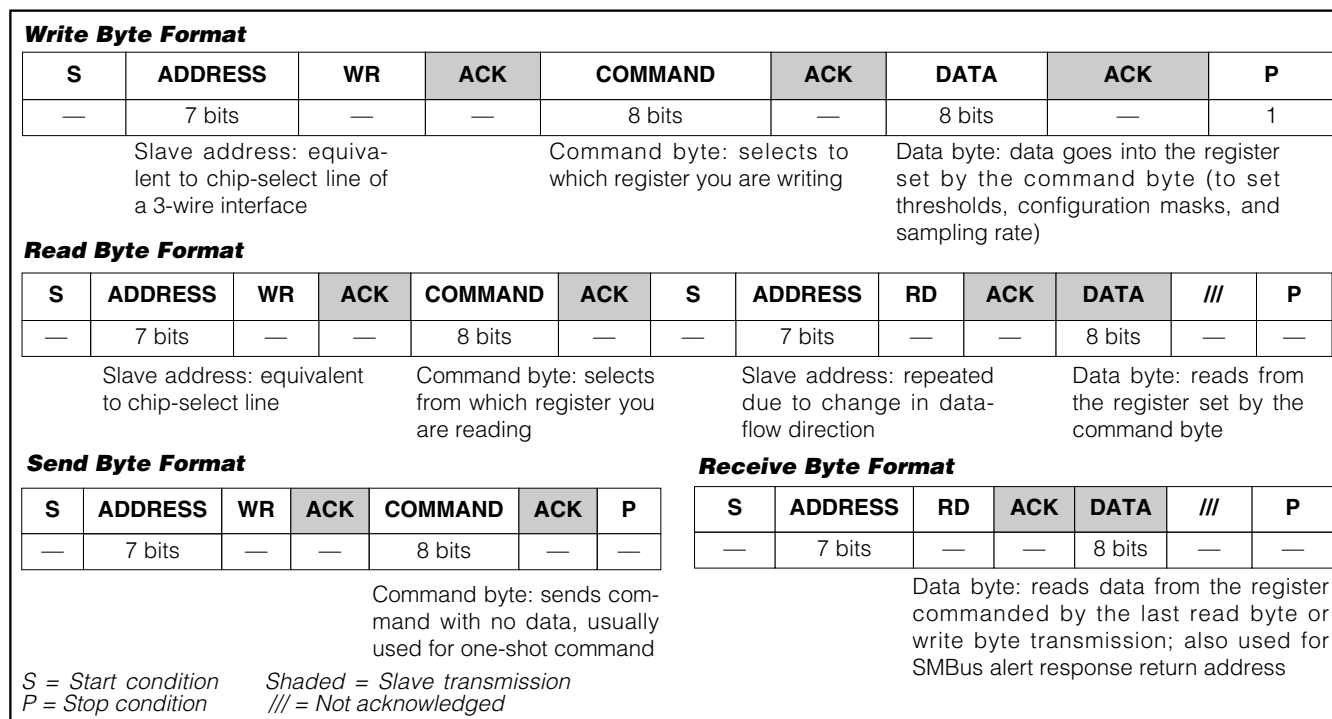 Write Byte Format
S ADDRESS WR ACK COMMAND ACK DATA ACK P
— 7 bits — — 8 bits — 8 bits — 1
Slave address: equiva-
lent to chip-select line of
a 3-wire interface
Command byte: selects to
which register you are writing
Data byte: data goes into the register
set by the command byte (to set
thresholds, configuration masks, and
sampling rate)
Read Byte Format
S ADDRESS WR ACK COMMAND ACK S ADDRESS RD ACK DATA /// P
— 7 bits — — 8 bits — — 7 bits — — 8 bits — —
Slave address: equivalent
to chip-select line
Command byte: selects
from which register you
are reading
Slave address: repeated
due to change in data-
flow direction
Data byte: reads from
the register set by the
command byte
Send Byte Format
S ADDRESS WR ACK COMMAND ACK P
— 7 bits — — 8 bits — —
Command byte: sends com-
mand with no data, usually
used for one-shot command
Receive Byte Format
S ADDRESS RD ACK DATA /// P
— 7 bits — — 8 bits — —
Data byte: reads data from the register
commanded by the last read byte or
write byte transmission; also used for
SMBus alert response return address
S = Start condition Shaded = Slave transmission
P = Stop condition /// = Not acknowledged